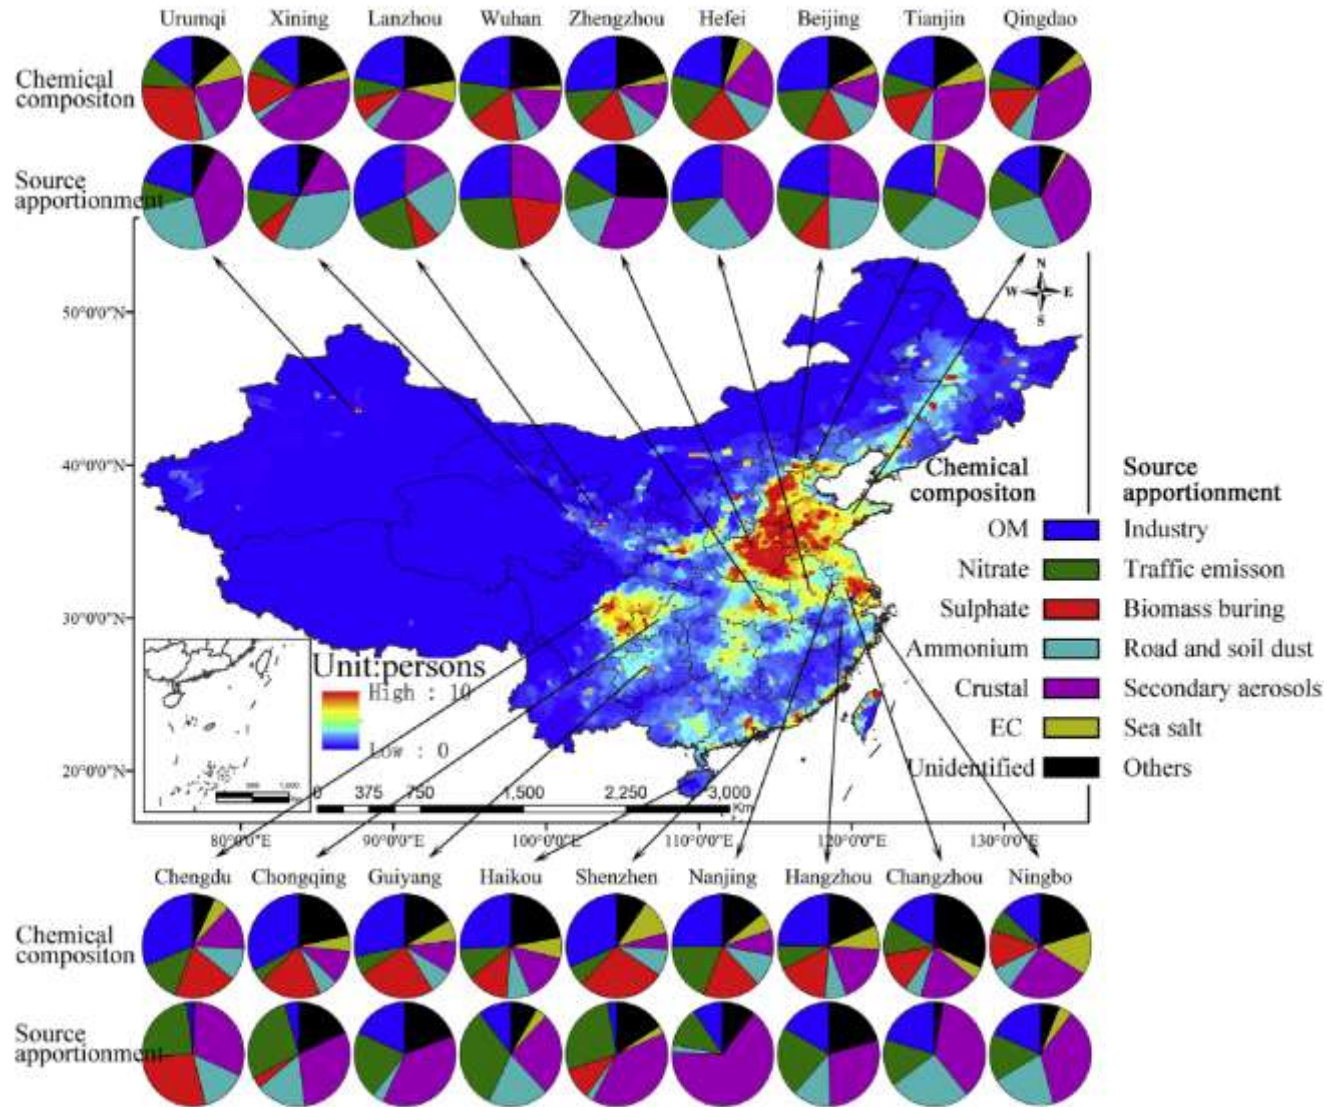 Urumqi Xining Lanzhou Wuhan Zhengzhou Hefei Beijing Tianjin Qingdao
Chemical
compositon
Source
apportionment
N
W E
S
50°0'0"N
40°0'0"N
30°0'0"N
20°0'0"N
Chemical
compositon
Source
apportionment
OM Industry
Nitrate Traffic emisson
Sulphate Biomass buring
Ammonium Road and soil dust
Crustal Secondary aerosols
EC Sea salt
Unidentified Others
Unit:persons
High : 10
Low : 0
0 375 750 1,500 2,250 3,000
Km
80°0'0"E 90°0'0"E 100°0'0"E 110°0'0"E 120°0'0"E 130°0'0"E
Chengdu Chongqing Guiyang Haikou Shenzhen Nanjing Hangzhou Changzhou Ningbo
Chemical
compositon
Source
apportionment